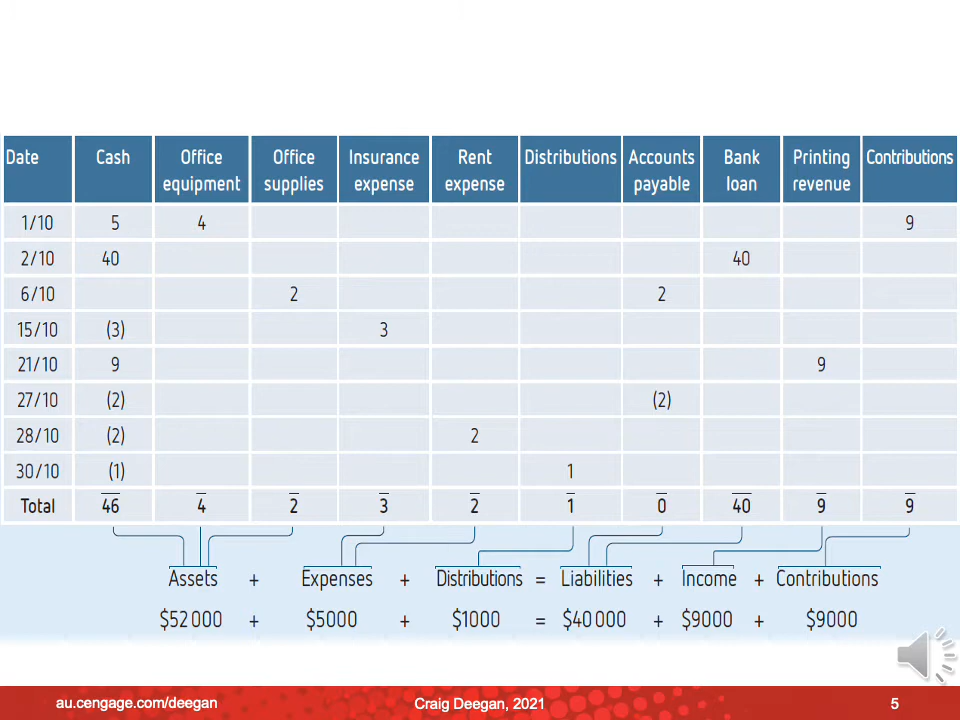 Date Cash Office equipment Office supplies Insurance expense Rent expense Distributions Accounts payable Bank loan Printing revenue Contributions
1/10 5 4 9
2/10 40 40
6/10 2 2
15/10 (3) 3
21/10 9 9
27/10 (2) (2)
28/10 (2) 2
30/10 (1) 1
Total 46 4 2 3 2 1 0 40 9 9
Assets + Expenses + Distributions = Liabilities + Income + Contributions
$52 000 + $5000 + $1000 = $40 000 + $9000 + $9000
au.cengage.com/deegan Craig Deegan, 2021 5